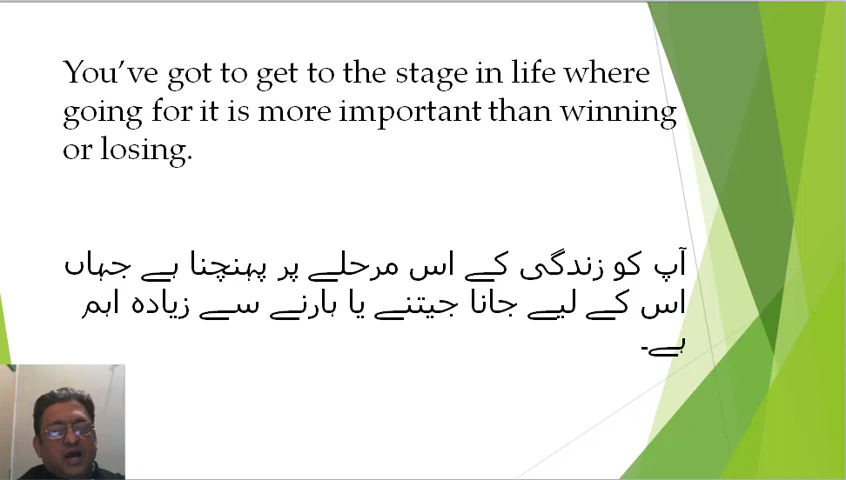 You’ve got to get to the stage in life where
going for it is more important than winning
or losing.
آپ کو زندگی کے اس مرحلے پر پہنچنا ہے جہاں
اس کے لیے جانا جیتنے یا ہارنے سے زیادہ اہم
ہے۔